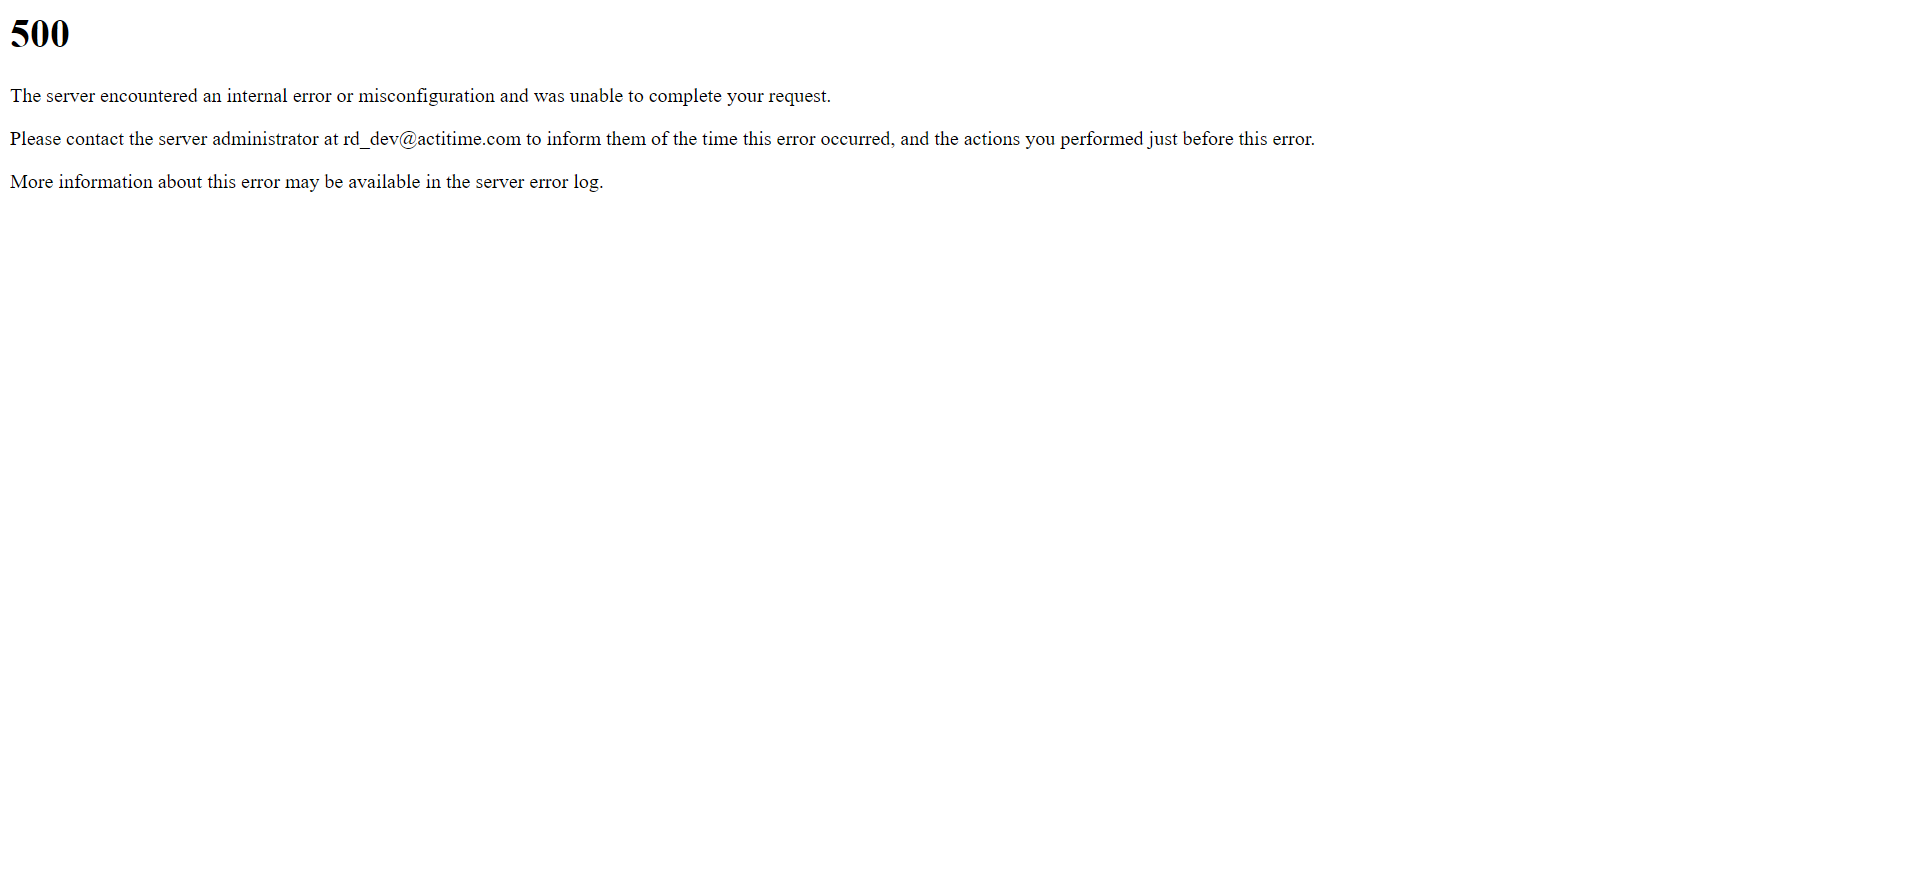 500
The server encountered an internal error or misconfiguration and was unable to complete your request.
Please contact the server administrator at rd_dev@actitime.com to inform them of the time this error occurred, and the actions you performed just before this error.
More information about this error may be available in the server error log.